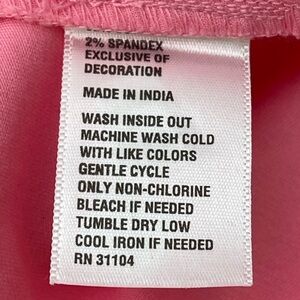 2% SPANDEX
EXCLUSIVE OF
DECORATION
MADE IN INDIA
WASH INSIDE OUT
MACHINE WASH COLD
WITH LIKE COLORS
GENTLE CYCLE
ONLY NON-CHLORINE
BLEACH IF NEEDED
TUMBLE DRY LOW
COOL IRON IF NEEDED
RN 31104